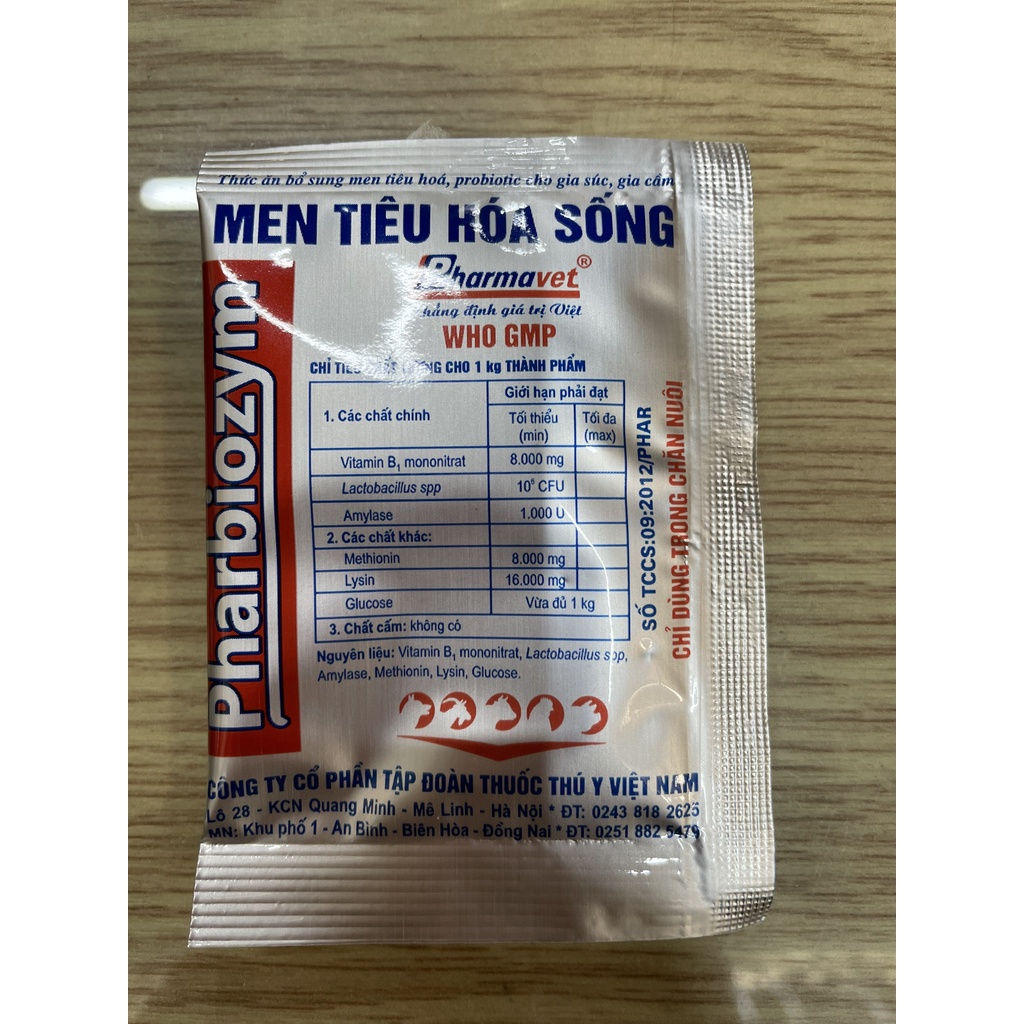 Thức ăn bổ sung men tiêu hoá, probiotic cho gia súc, gia cầm
MEN TIÊU HÓA SỐNG
Pharmavet®
hẳng định giá trị Việt
WHO GMP
CHỈ TIÊU CHO 1 kg THÀNH PHẨM
1. Các chất chính
Giới hạn phải đạt
Tối thiểu (min)
Tối đa (max)
Vitamin B₁ mononitrat 8.000 mg
Lactobacillus spp 10⁶ CFU
Amylase 1.000 U
2. Các chất khác:
Methionin 8.000 mg
Lysin 16.000 mg
Glucose Vừa đủ 1 kg
3. Chất cấm: không có
Nguyên liệu: Vitamin B₁ mononitrat, Lactobacillus spp,
Amylase, Methionin, Lysin, Glucose.
Pharbiozym
SỐ TCCS:09:2012/PHAR
CHỈ DÙNG TRONG CHĂN NUÔI
CÔNG TY CỔ PHẦN TẬP ĐOÀN THUỐC THÚ Y VIỆT NAM
Lô 28 - KCN Quang Minh - Mê Linh - Hà Nội * ĐT: 0243 818 2625
MN: Khu phố 1 - An Bình - Biên Hòa - Đồng Nai * ĐT: 0251 882 5479